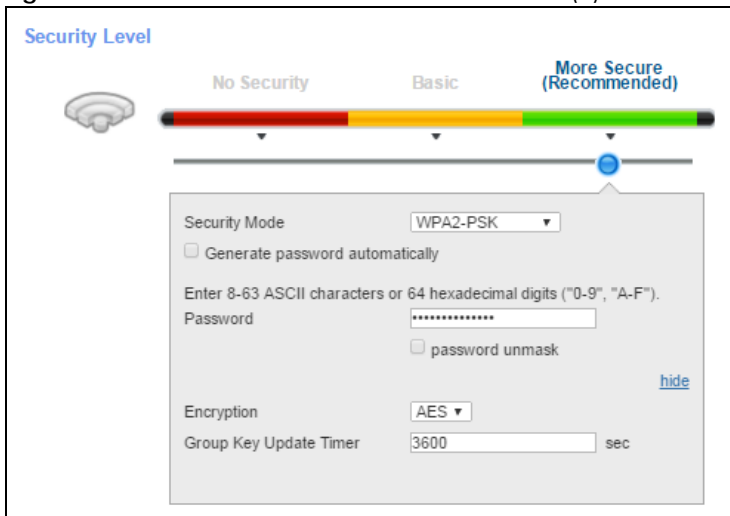 Security Level
No Security
Basic
More Secure
(Recommended)
Security Mode
WPA2-PSK
Generate password automatically
Enter 8-63 ASCII characters or 64 hexadecimal digits ("0-9", "A-F").
Password
••••••••••••••
password unmask
hide
Encryption
AES
Group Key Update Timer
3600
sec